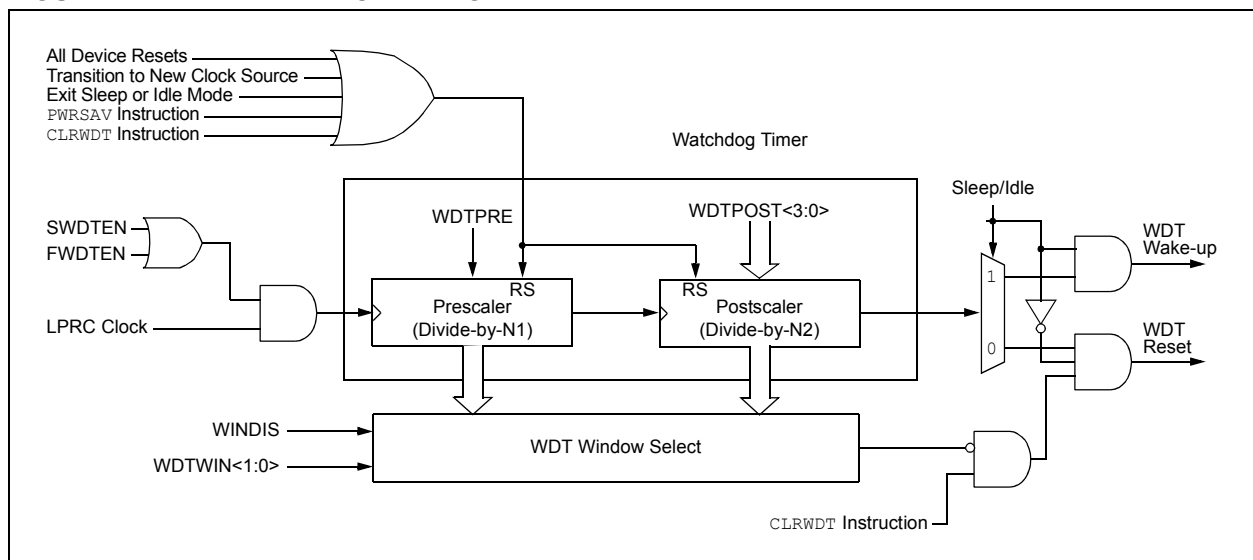 All Device Resets
Transition to New Clock Source
Exit Sleep or Idle Mode
PWRSAV Instruction
CLRWDT Instruction
Watchdog Timer
Sleep/Idle
WDTPRE
WDTPOST<3:0>
SWDTEN
FWDTEN
WDT
Wake-up
RS
RS
1
Prescaler
(Divide-by-N1)
Postscaler
(Divide-by-N2)
LPRC Clock
0
WDT
Reset
WINDIS
WDT Window Select
WDTWIN<1:0>
CLRWDT Instruction